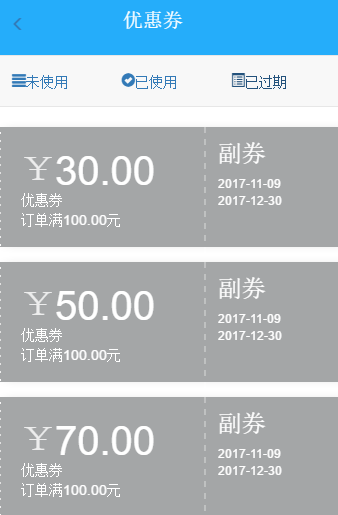 优惠券
未使用 已使用 已过期
￥30.00 副券
2017-11-09
优惠券 2017-12-30
订单满100.00元
￥50.00 副券
2017-11-09
优惠券 2017-12-30
订单满100.00元
￥70.00 副券
2017-11-09
优惠券 2017-12-30
订单满100.00元